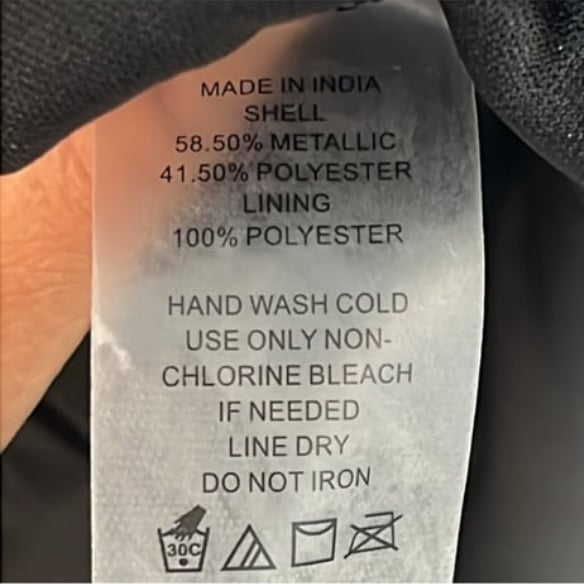 MADE IN INDIA
SHELL
58.50% METALLIC
41.50% POLYESTER
LINING
100% POLYESTER
HAND WASH COLD
USE ONLY NON-
CHLORINE BLEACH
IF NEEDED
LINE DRY
DO NOT IRON
30C